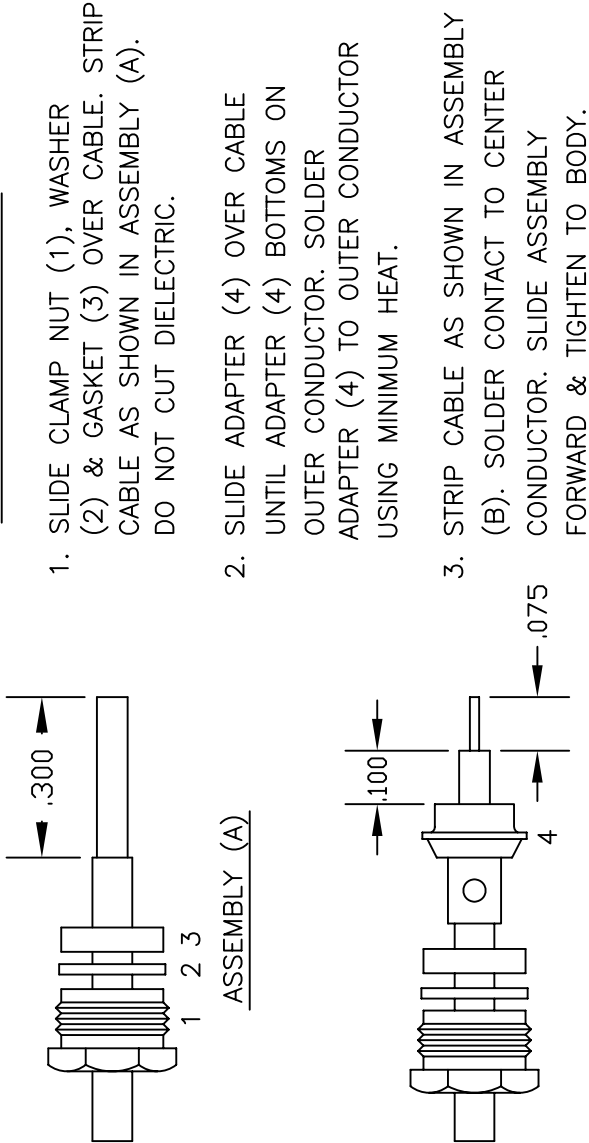 1. SLIDE CLAMP NUT (1), WASHER
(2) & GASKET (3) OVER CABLE. STRIP
CABLE AS SHOWN IN ASSEMBLY (A).
DO NOT CUT DIELECTRIC.
2. SLIDE ADAPTER (4) OVER CABLE
UNTIL ADAPTER (4) BOTTOMS ON
OUTER CONDUCTOR. SOLDER
ADAPTER (4) TO OUTER CONDUCTOR
USING MINIMUM HEAT.
3. STRIP CABLE AS SHOWN IN ASSEMBLY
(B). SOLDER CONTACT TO CENTER
CONDUCTOR. SLIDE ASSEMBLY
FORWARD & TIGHTEN TO BODY.
.300
1 2 3
ASSEMBLY (A)
.100
.075
4